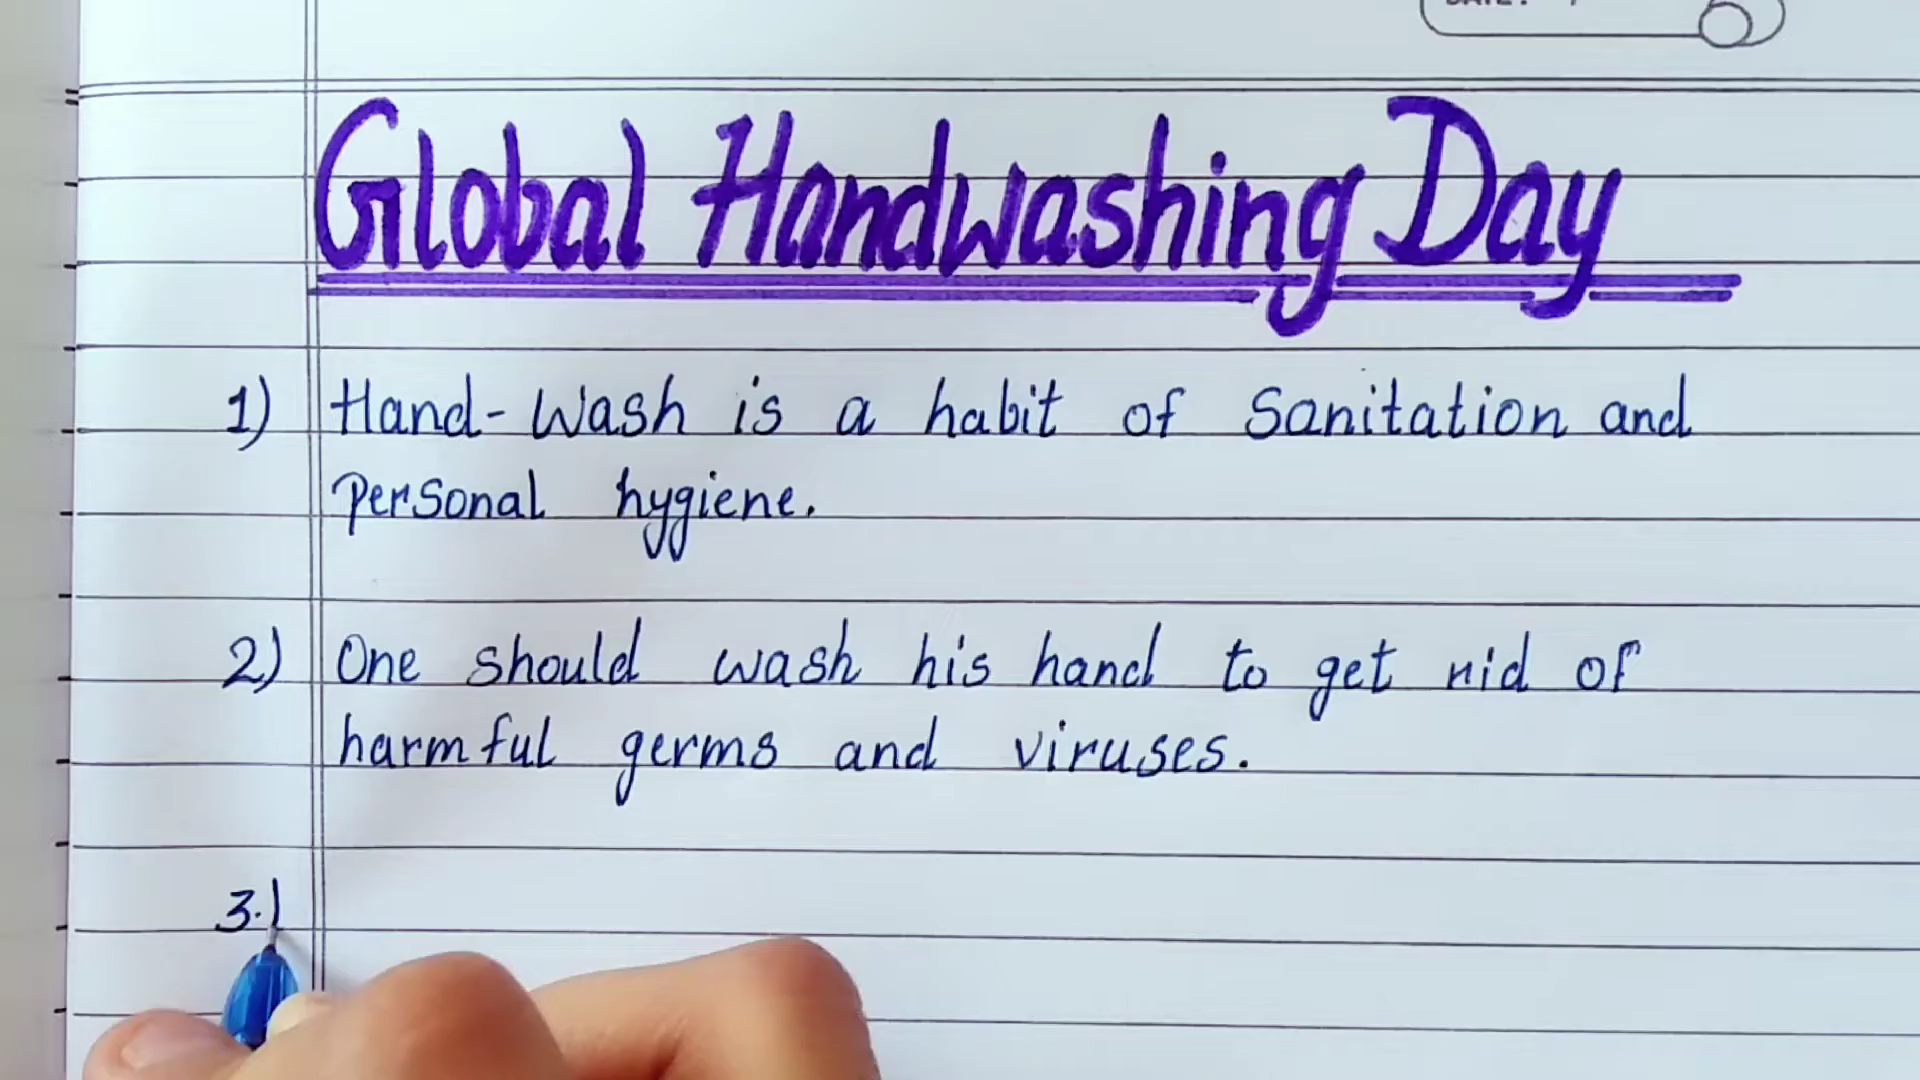 DATE: /
Global Handwashing Day
1) Hand-Wash is a habit of Sanitation and
Personal hygiene.
2) One should wash his hand to get rid of
harmful germs and viruses.
3.)